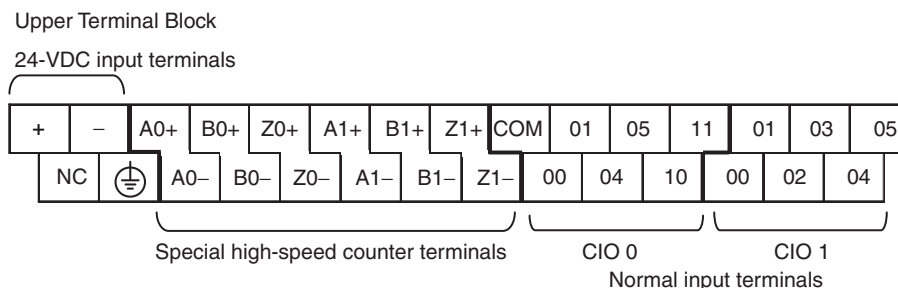 Upper Terminal Block
24-VDC input terminals
+ – A0+ B0+ Z0+ A1+ B1+ Z1+ COM 01 05 11 01 03 05
NC A0– B0– Z0– A1– B1– Z1– 00 04 10 00 02 04
Special high-speed counter terminals CIO 0 CIO 1
Normal input terminals